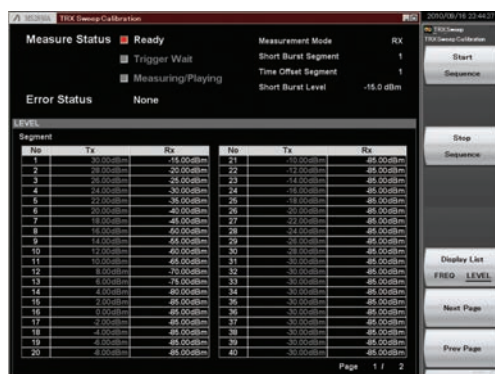 MS269xA TRX Sweep Calibration
2010/08/16 22:44:37
TRX Sweep
TRX Sweep Calibration
Measure Status Ready
Trigger Wait
Measuring/Playing
Error Status None
Measurement Mode RX
Short Burst Segment 1
Time Offset Segment 1
Short Burst Level -15.0 dBm
LEVEL
Segment
No Tx Rx No Tx Rx
1 30.00dBm -15.00dBm 21 -10.00dBm -85.00dBm
2 28.00dBm -20.00dBm 22 -12.00dBm -85.00dBm
3 26.00dBm -25.00dBm 23 -14.00dBm -85.00dBm
4 24.00dBm -30.00dBm 24 -16.00dBm -85.00dBm
5 22.00dBm -35.00dBm 25 -18.00dBm -85.00dBm
6 20.00dBm -40.00dBm 26 -20.00dBm -85.00dBm
7 18.00dBm -45.00dBm 27 -22.00dBm -85.00dBm
8 16.00dBm -50.00dBm 28 -24.00dBm -85.00dBm
9 14.00dBm -55.00dBm 29 -26.00dBm -85.00dBm
10 12.00dBm -60.00dBm 30 -28.00dBm -85.00dBm
11 10.00dBm -65.00dBm 31 -30.00dBm -85.00dBm
12 8.00dBm -70.00dBm 32 -30.00dBm -85.00dBm
13 6.00dBm -75.00dBm 33 -30.00dBm -85.00dBm
14 4.00dBm -80.00dBm 34 -30.00dBm -85.00dBm
15 2.00dBm -85.00dBm 35 -30.00dBm -85.00dBm
16 0.00dBm -85.00dBm 36 -30.00dBm -85.00dBm
17 -2.00dBm -85.00dBm 37 -30.00dBm -85.00dBm
18 -4.00dBm -85.00dBm 38 -30.00dBm -85.00dBm
19 -6.00dBm -85.00dBm 39 -30.00dBm -85.00dBm
20 -8.00dBm -85.00dBm 40 -30.00dBm -85.00dBm
Page 1 / 2
Start
Sequence
Stop
Sequence
Display List
FREQ LEVEL
Next Page
Prev Page